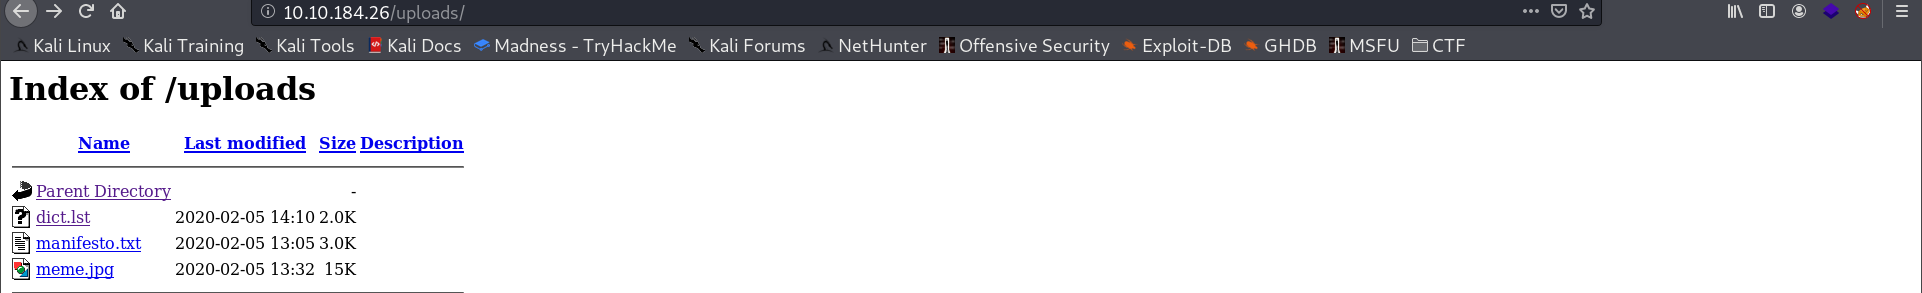 10.10.184.26/uploads/
Kali Linux Kali Training Kali Tools Kali Docs Madness - TryHackMe Kali Forums NetHunter Offensive Security Exploit-DB GHDB MSFU CTF
Index of /uploads
Name Last modified Size Description
Parent Directory -
dict.lst 2020-02-05 14:10 2.0K
manifesto.txt 2020-02-05 13:05 3.0K
meme.jpg 2020-02-05 13:32 15K